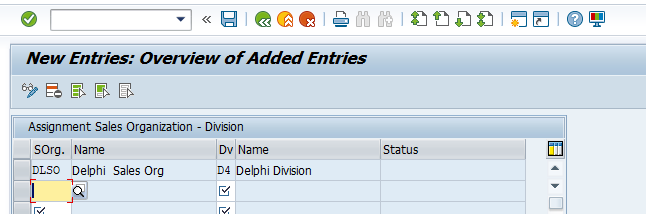 New Entries: Overview of Added Entries
Assignment Sales Organization - Division
SOrg. Name Dv Name Status
DLSO Delphi Sales Org D4 Delphi Division